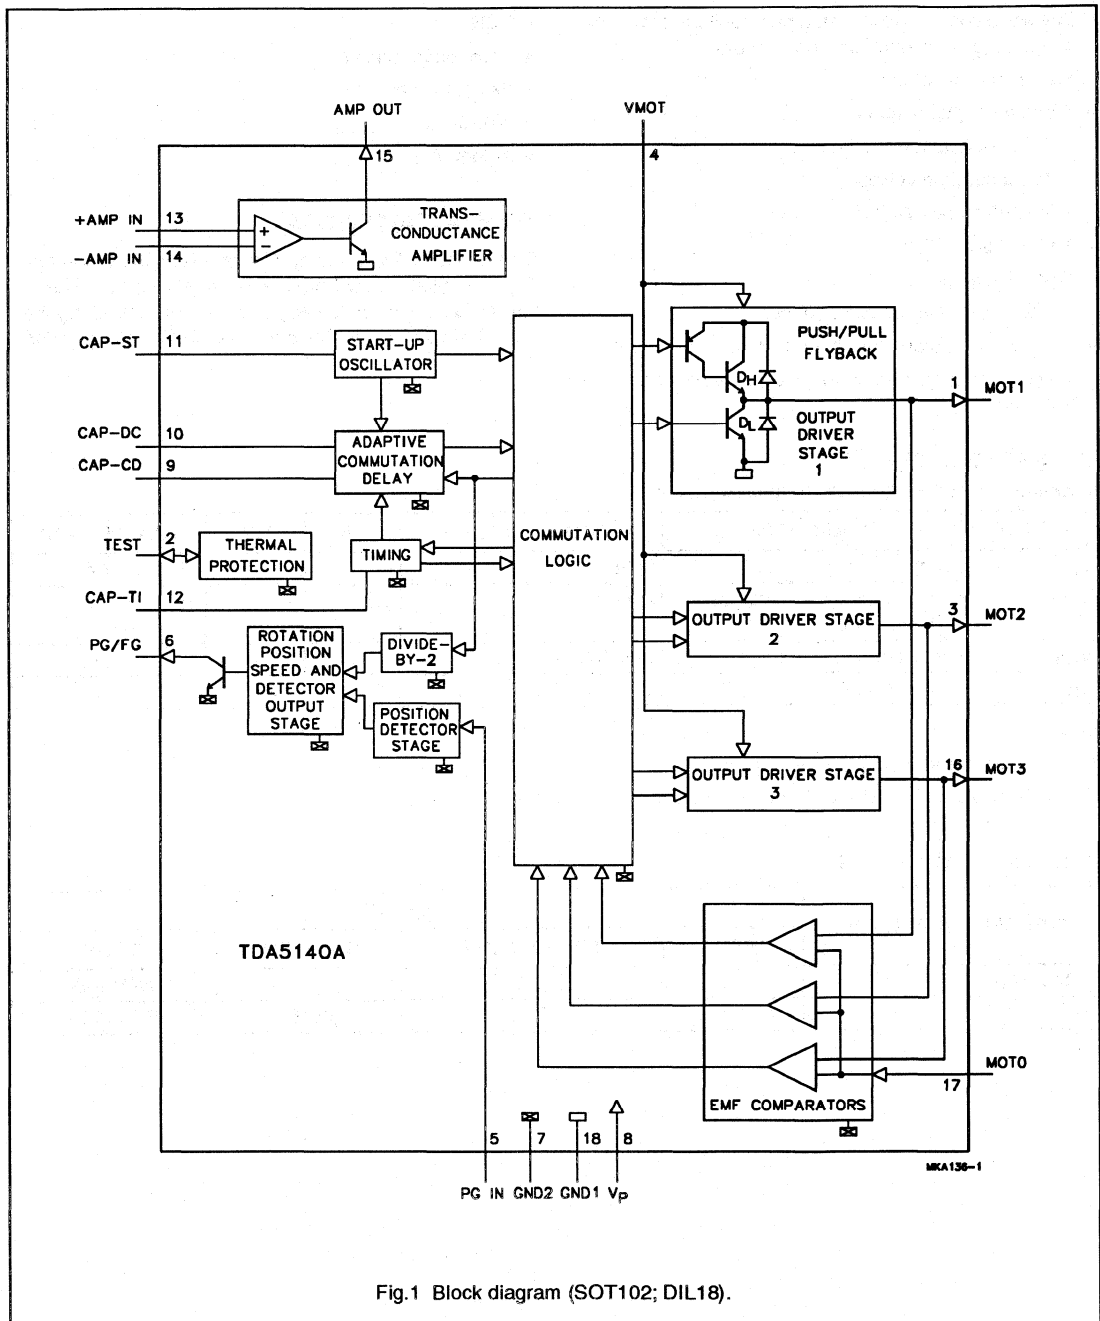 AMP OUT
VMOT
15
4
+AMP IN
13
-AMP IN
14
+
−
TRANS-
CONDUCTANCE
AMPLIFIER
CAP-ST
11
START-UP
OSCILLATOR
PUSH/PULL
FLYBACK
DH
DL
OUTPUT
DRIVER
STAGE
1
1
MOT1
CAP-DC
10
CAP-CD
9
ADAPTIVE
COMMUTATION
DELAY
COMMUTATION
LOGIC
TEST
2
THERMAL
PROTECTION
TIMING
CAP-TI
12
PG/FG
6
ROTATION
POSITION
SPEED AND
DETECTOR
OUTPUT
STAGE
DIVIDE-
BY-2
POSITION
DETECTOR
STAGE
OUTPUT DRIVER STAGE
2
3
MOT2
OUTPUT DRIVER STAGE
3
16
MOT3
TDA5140A
EMF COMPARATORS
MOT0
17
5
7
18
8
PG IN
GND2
GND1
VP
MKA136-1
Fig.1 Block diagram (SOT102; DIL18).